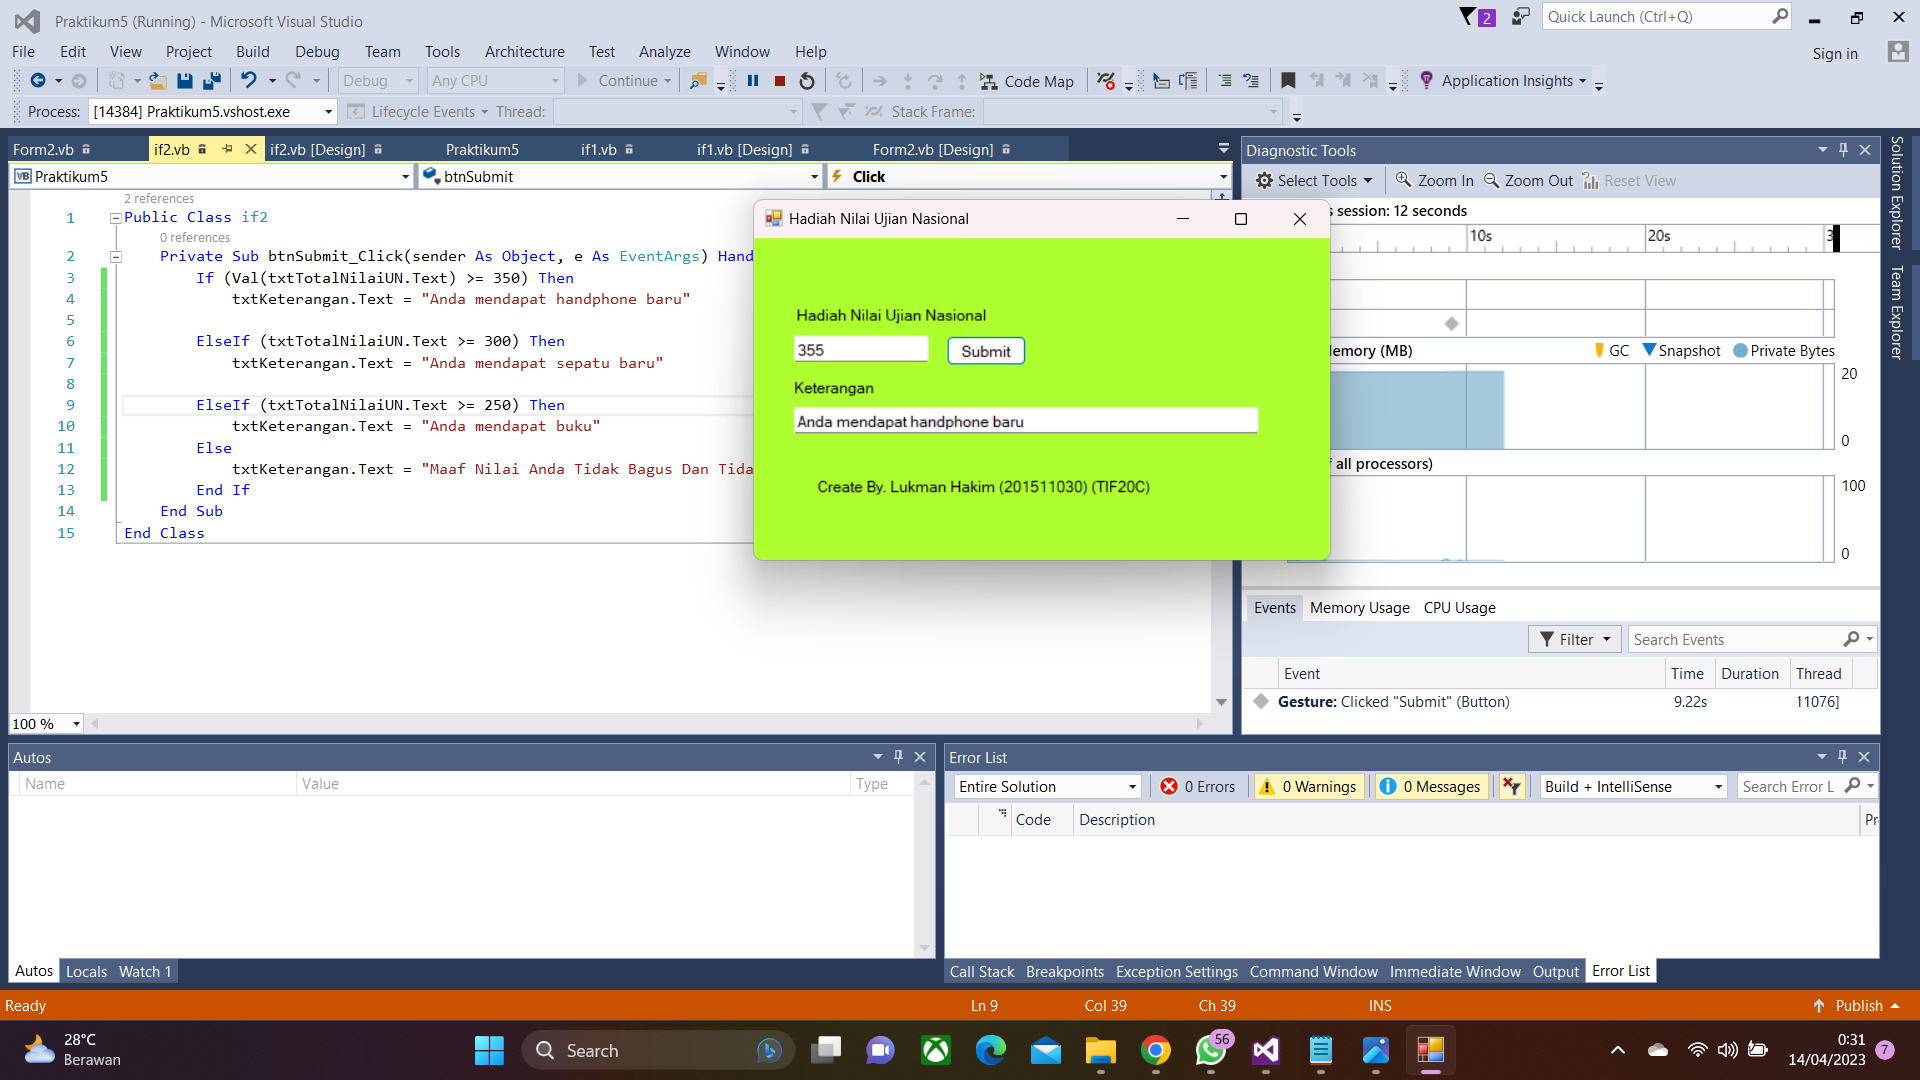 Praktikum5 (Running) - Microsoft Visual Studio
2
Quick Launch (Ctrl+Q)
File Edit View Project Build Debug Team Tools Architecture Test Analyze Window Help
Sign in
Debug Any CPU Continue Code Map Application Insights
Process: [14384] Praktikum5.vshost.exe Lifecycle Events Thread: Stack Frame:
Form2.vb if2.vb if2.vb [Design] Praktikum5 if1.vb if1.vb [Design] Form2.vb [Design]
VB Praktikum5 btnSubmit Click
2 references
1 Public Class if2
0 references
2 Private Sub btnSubmit_Click(sender As Object, e As EventArgs) Hand
3 If (Val(txtTotalNilaiUN.Text) >= 350) Then
4 txtKeterangan.Text = "Anda mendapat handphone baru"
5
6 ElseIf (txtTotalNilaiUN.Text >= 300) Then
7 txtKeterangan.Text = "Anda mendapat sepatu baru"
8
9 ElseIf (txtTotalNilaiUN.Text >= 250) Then
10 txtKeterangan.Text = "Anda mendapat buku"
11 Else
12 txtKeterangan.Text = "Maaf Nilai Anda Tidak Bagus Dan Tida
13 End If
14 End Sub
15 End Class
100 %
Hadiah Nilai Ujian Nasional
Hadiah Nilai Ujian Nasional
355 Submit
Keterangan
Anda mendapat handphone baru
Create By. Lukman Hakim (201511030) (TIF20C)
Diagnostic Tools
Select Tools Zoom In Zoom Out Reset View
s session: 12 seconds
10s 20s 3
emory (MB) GC Snapshot Private Bytes
20
0
f all processors)
100
0
Events Memory Usage CPU Usage
Filter Search Events
Event Time Duration Thread
Gesture: Clicked "Submit" (Button) 9.22s 11076]
Solution Explorer
Team Explorer
Autos
Name Value Type
Autos Locals Watch 1
Error List
Entire Solution 0 Errors 0 Warnings 0 Messages Build + IntelliSense Search Error L
Code Description Pr
Call Stack Breakpoints Exception Settings Command Window Immediate Window Output Error List
Ready Ln 9 Col 39 Ch 39 INS Publish
28°C
Berawan
Search
56
0:31
14/04/2023
7